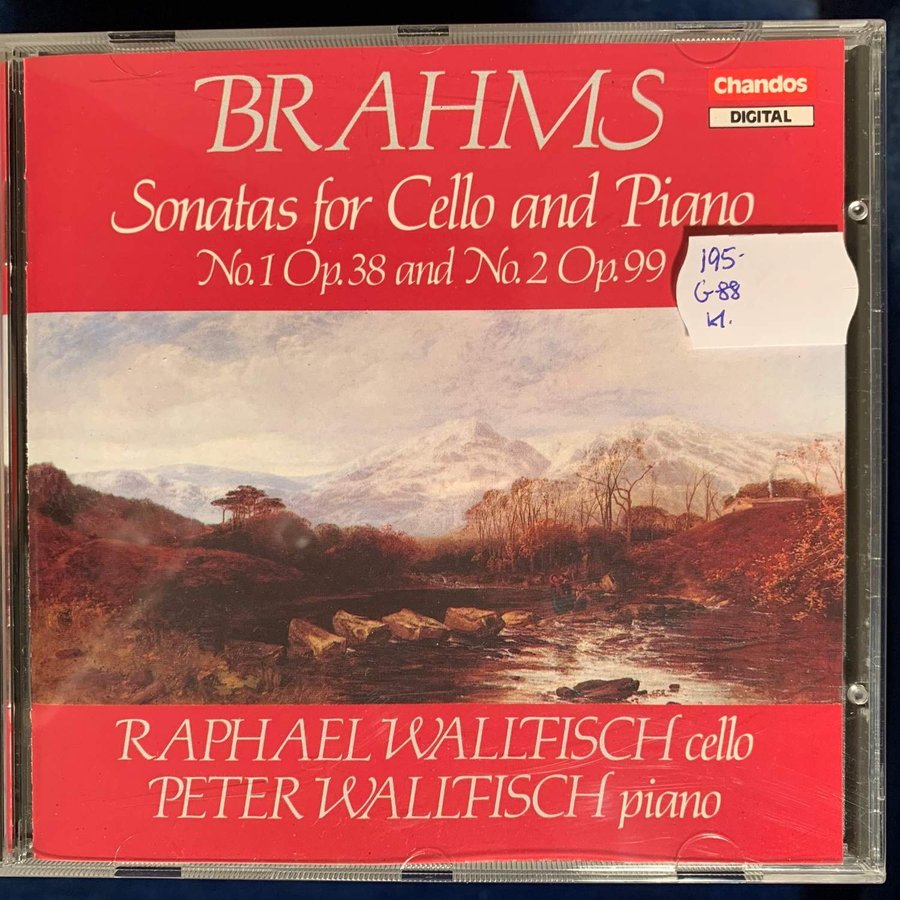 BRAHMS
Chandos
DIGITAL
Sonatas for Cello and Piano
No.1 Op.38 and No.2 Op.99
195-
G-88
kl.
RAPHAEL WALLFISCH cello
PETER WALLFISCH piano